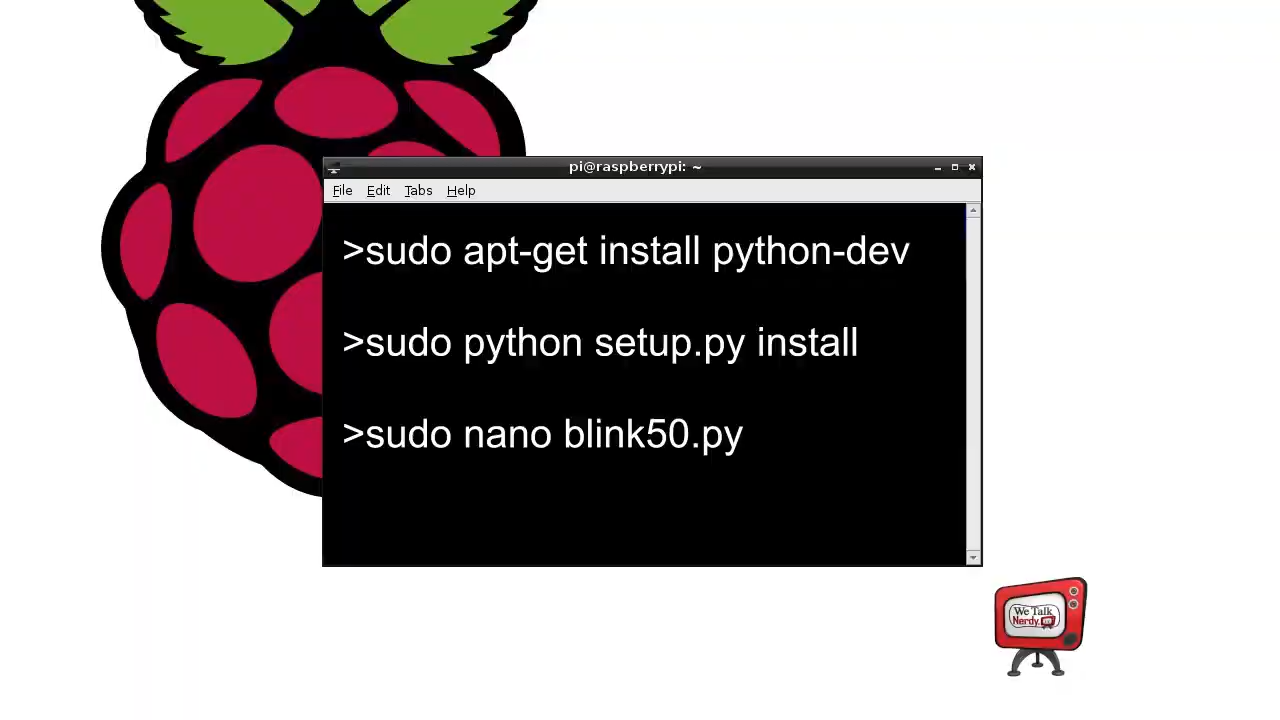 pi@raspberrypi: ~
File Edit Tabs Help
>sudo apt-get install python-dev
>sudo python setup.py install
>sudo nano blink50.py
We Talk
Nerdy